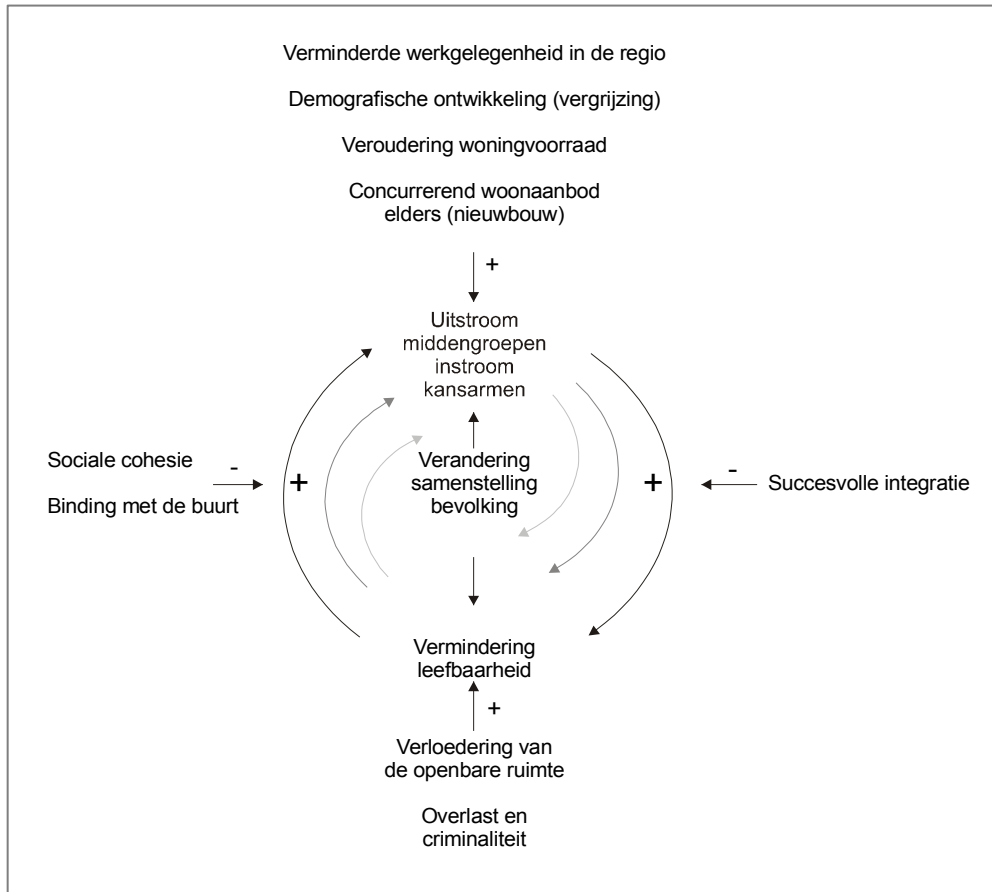 Verminderde werkgelegenheid in de regio
Demografische ontwikkeling (vergrijzing)
Veroudering woningvoorraad
Concurrerend woonaanbod
elders (nieuwbouw)
+
Uitstroom
middengroepen
instroom
kansarmen
Sociale cohesie
-
Binding met de buurt
+
Verandering
samenstelling
bevolking
+
-
Succesvolle integratie
Vermindering
leefbaarheid
+
Verloedering van
de openbare ruimte
Overlast en
criminaliteit